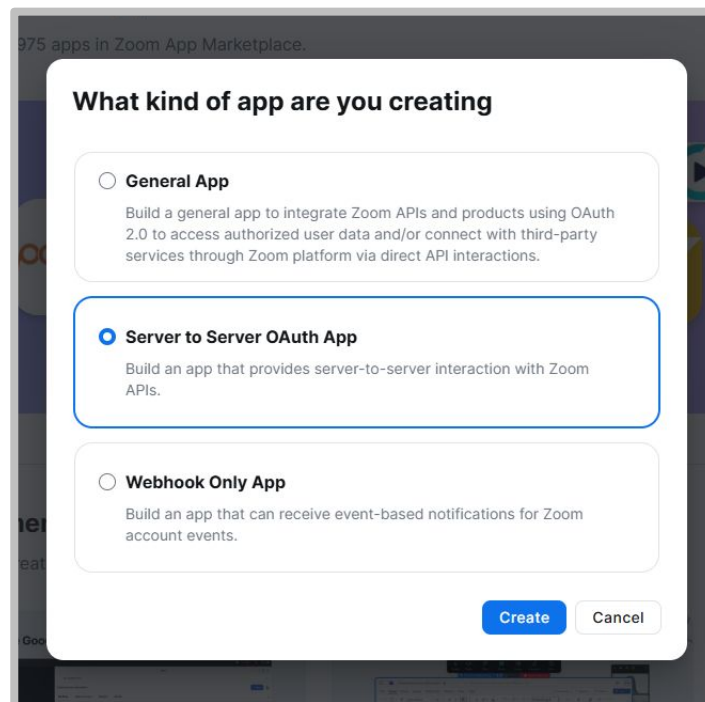 975 apps in Zoom App Marketplace.
What kind of app are you creating
General App
Build a general app to integrate Zoom APIs and products using OAuth
2.0 to access authorized user data and/or connect with third-party
services through Zoom platform via direct API interactions.
Server to Server OAuth App
Build an app that provides server-to-server interaction with Zoom
APIs.
Webhook Only App
Build an app that can receive event-based notifications for Zoom
account events.
Create Cancel